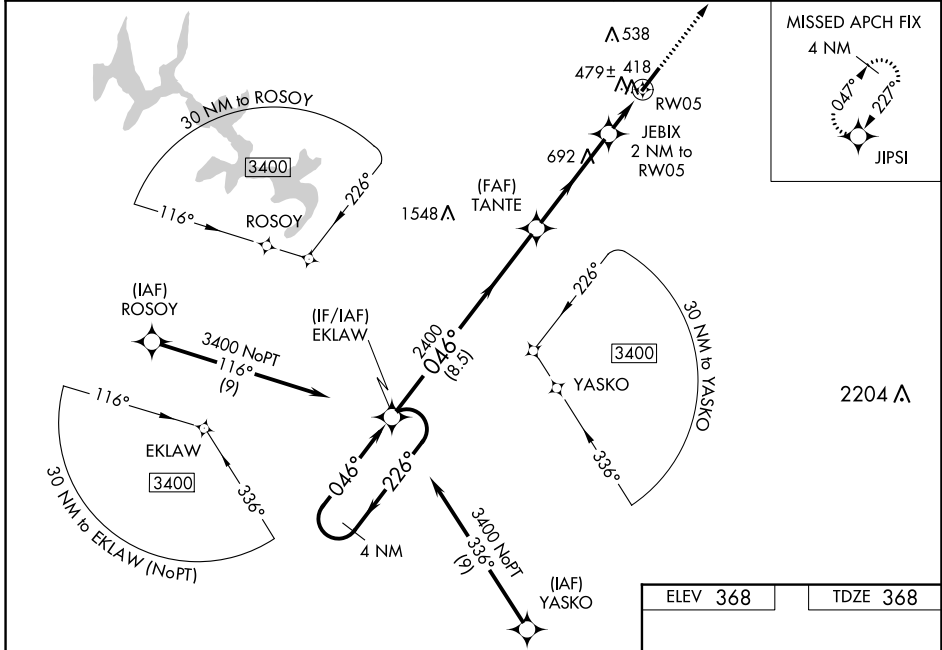 MISSED APCH FIX
4 NM
047°
227°
JIPSI
538
479± 418
RW05
JEBIX
2 NM to
RW05
692
(FAF)
TANTE
1548
30 NM to ROSOY
3400
116°
226°
ROSOY
(IAF)
ROSOY
3400 NoPT
116°
(9)
(IF/IAF)
EKLAW
2400
046°
(8.5)
226°
30 NM to YASKO
3400
YASKO
336°
2204
116°
EKLAW
3400
336°
30 NM to EKLAW (NoPT)
046°
226°
4 NM
3400 NoPT
336°
(9)
(IAF)
YASKO
ELEV 368
TDZE 368